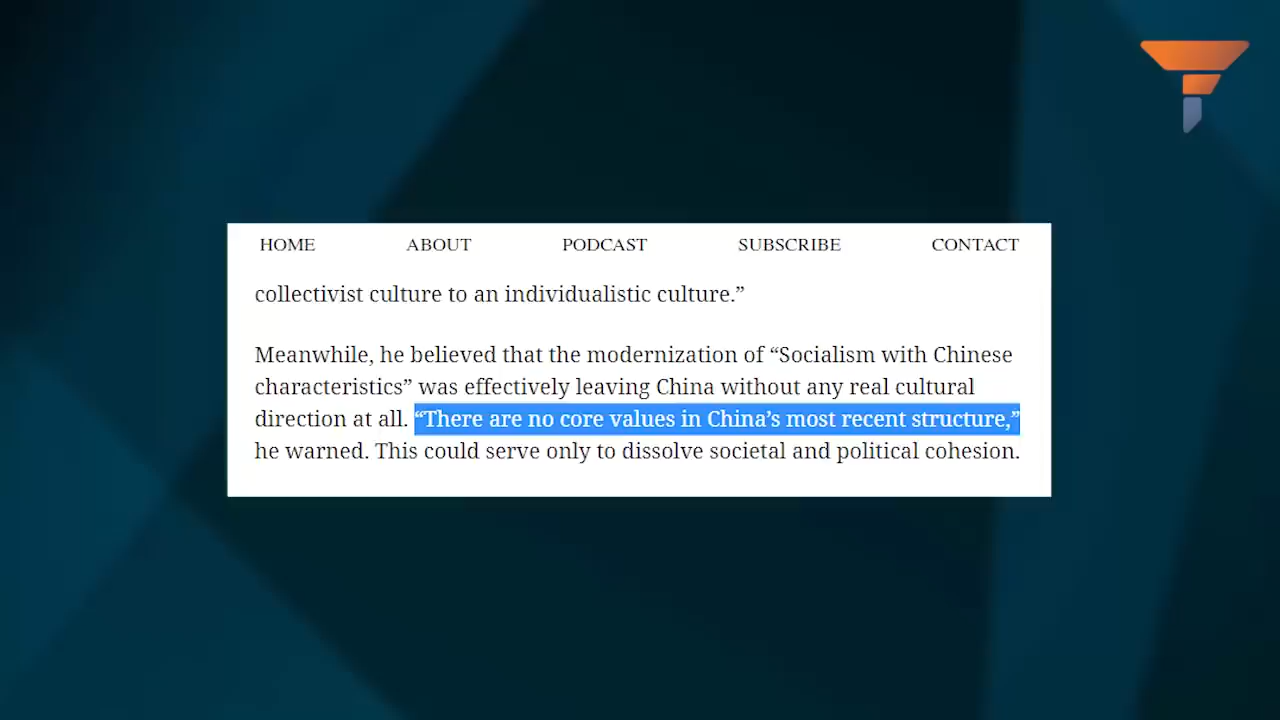 HOME ABOUT PODCAST SUBSCRIBE CONTACT
collectivist culture to an individualistic culture.”
Meanwhile, he believed that the modernization of “Socialism with Chinese
characteristics” was effectively leaving China without any real cultural
direction at all. “There are no core values in China’s most recent structure,”
he warned. This could serve only to dissolve societal and political cohesion.